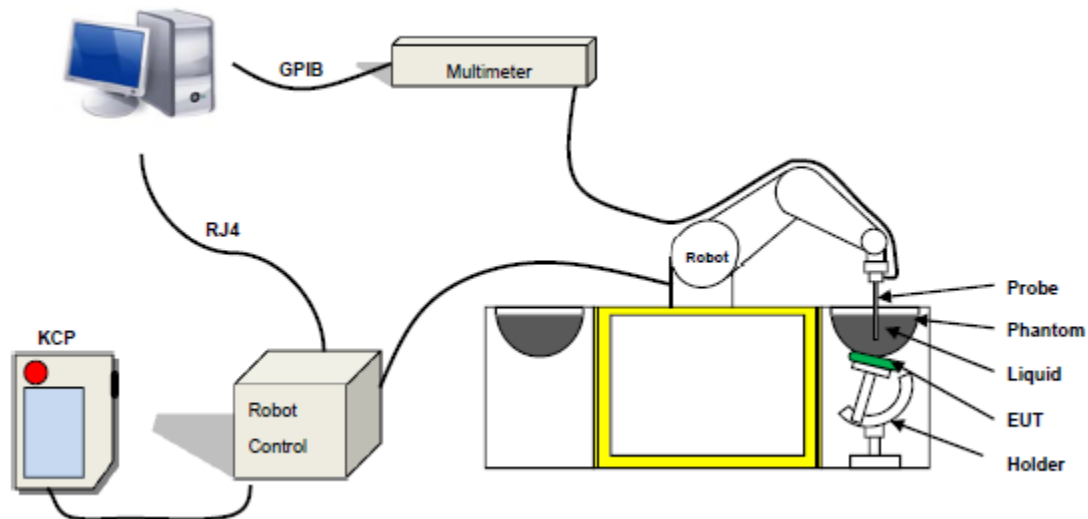 GPIB
Multimeter
RJ4
Robot
Probe
Phantom
KCP
Liquid
Robot
Control
EUT
Holder